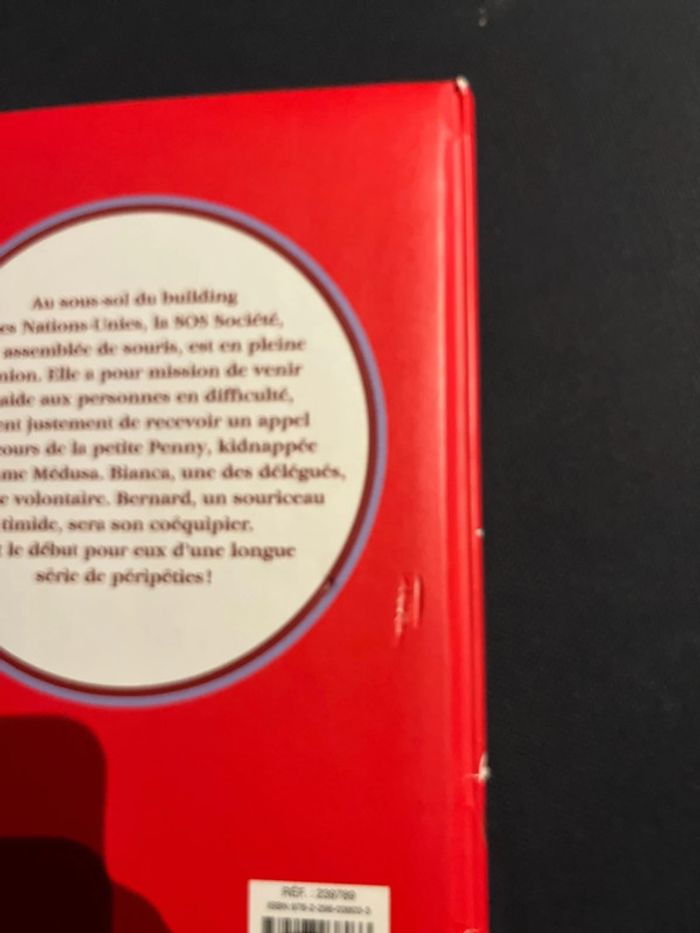 Au sous-sol du building
es Nations-Unies, la SOS Société,
assemblée de souris, est en pleine
nion. Elle a pour mission de venir
aide aux personnes en difficulté,
ent justement de recevoir un appel
cours de la petite Penny, kidnappée
me Médusa. Bianca, une des délégués,
e volontaire. Bernard, un souriceau
timide, sera son coéquipier.
t le début pour eux d'une longue
série de péripéties !
RÉF. : 239799